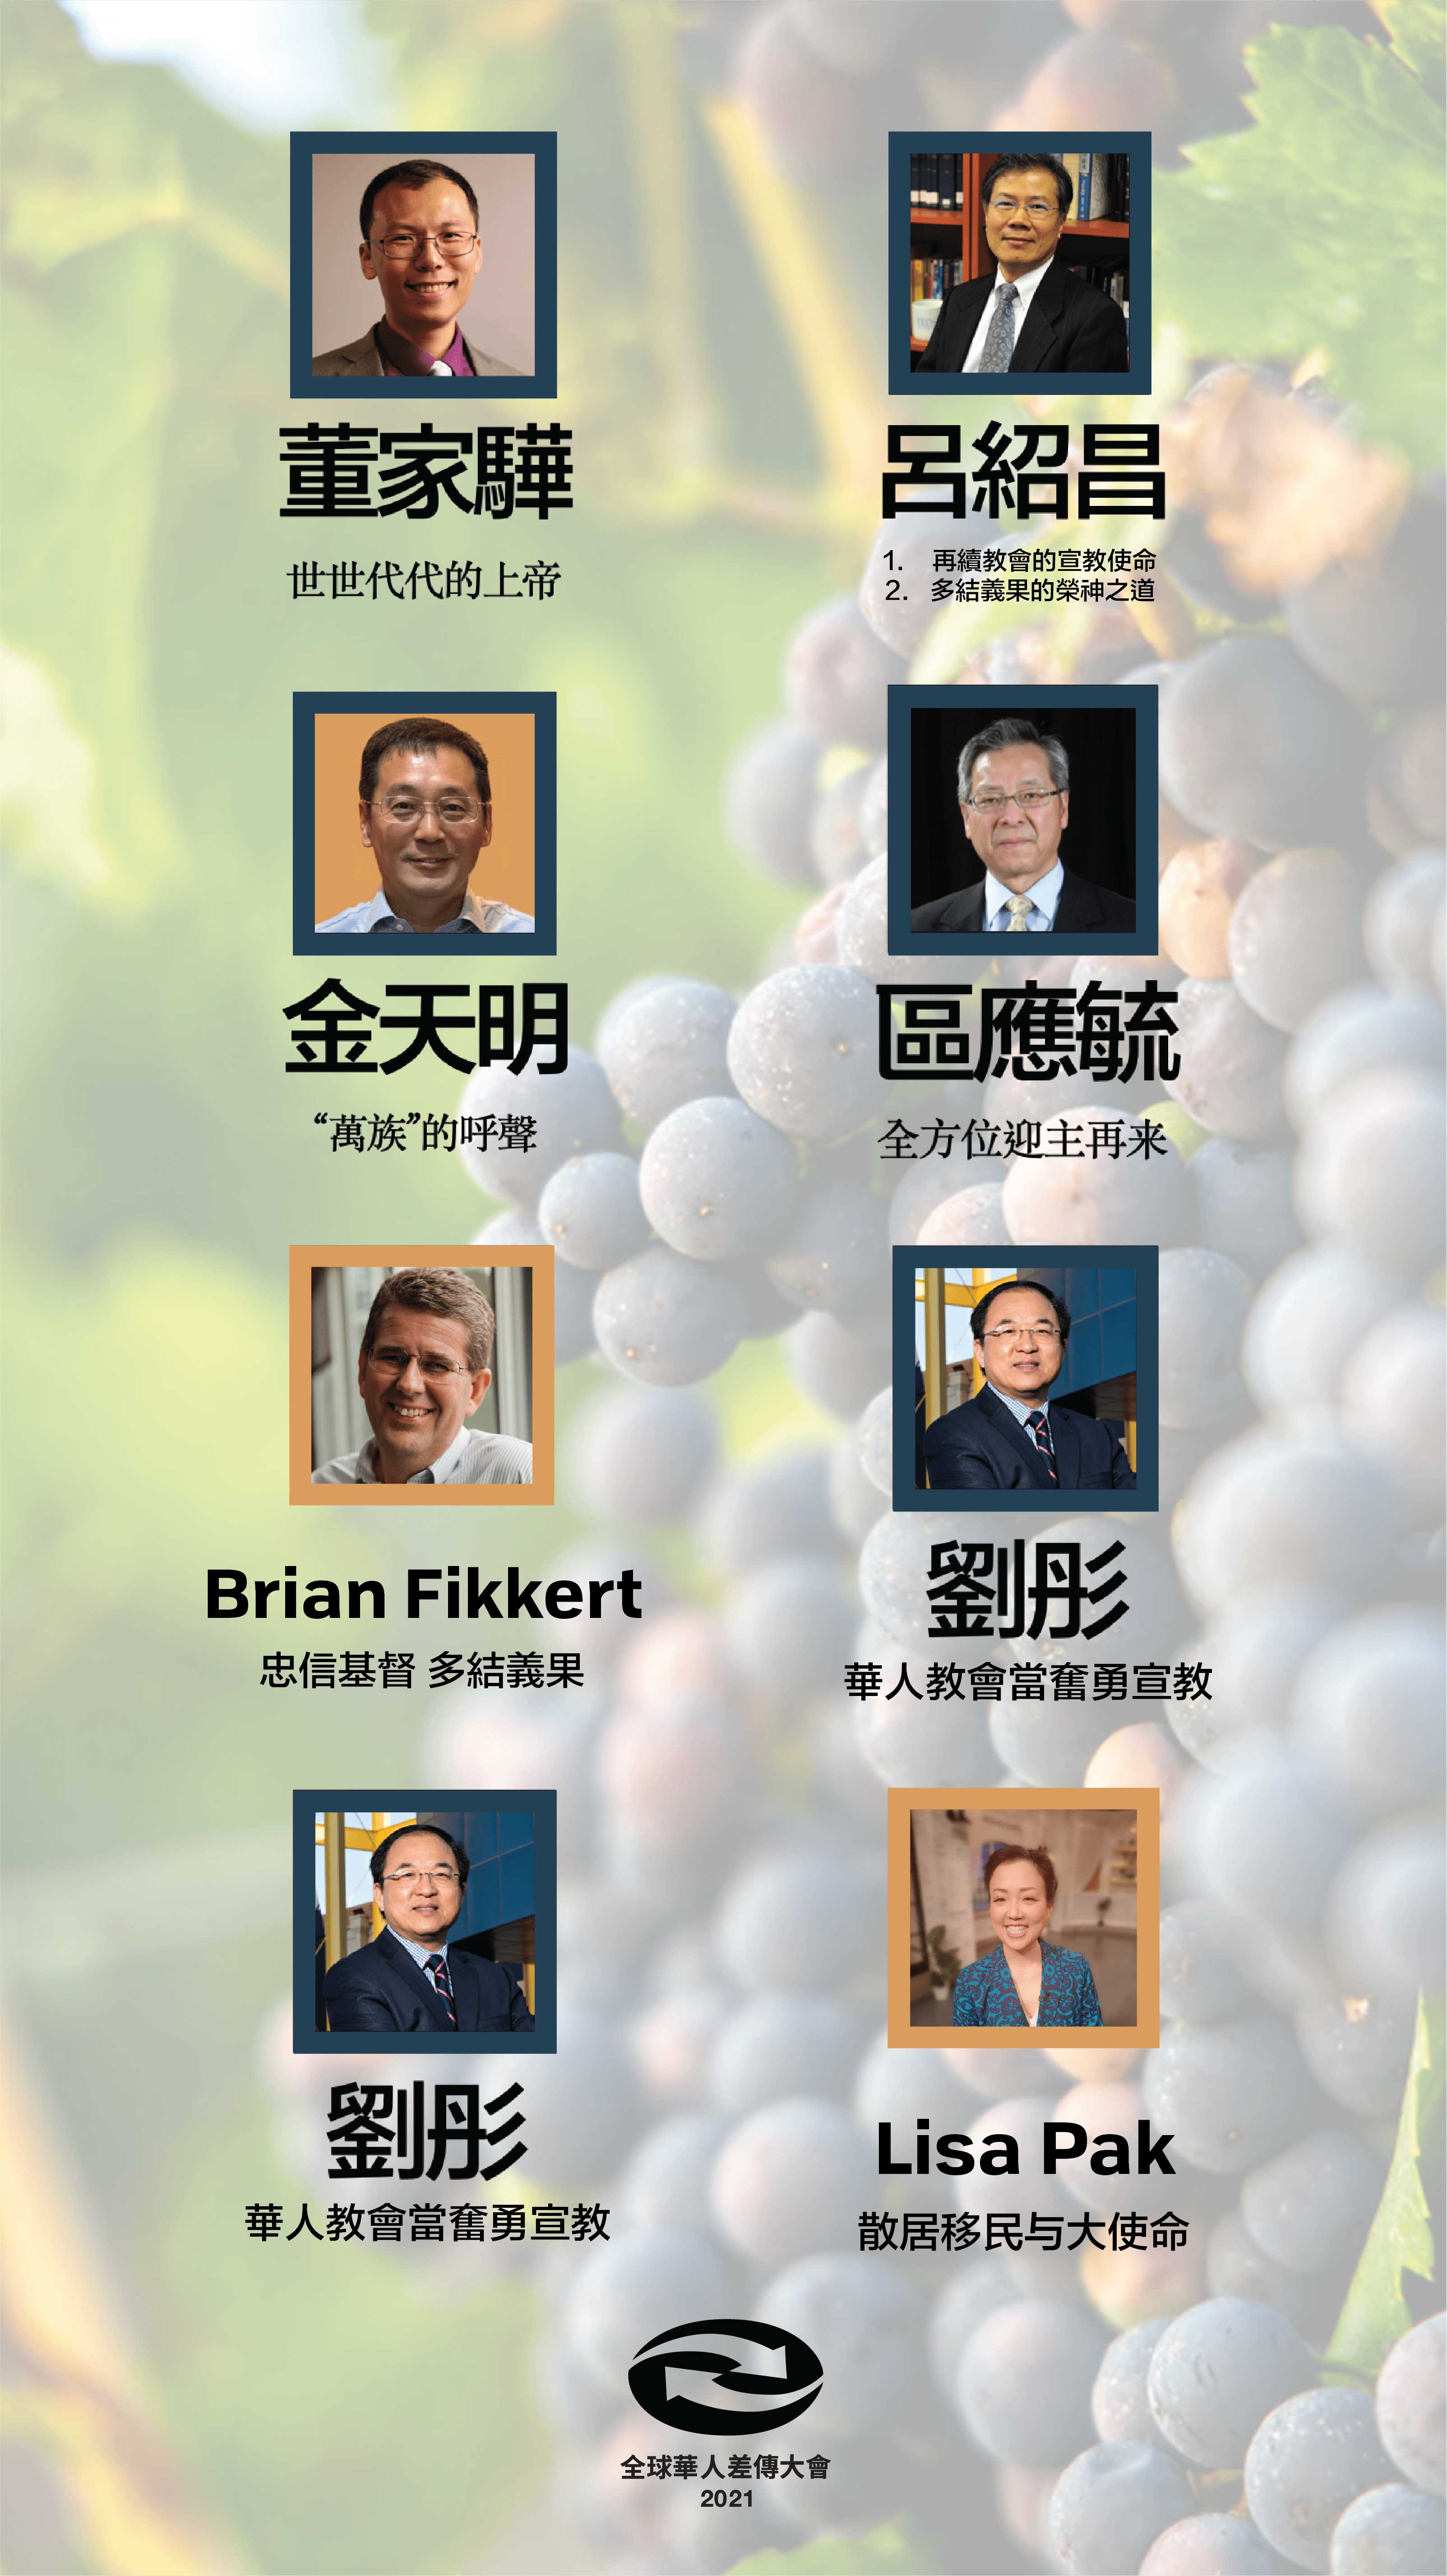 董家驊
世世代代的上帝
呂紹昌
1. 再續教會的宣教使命
2. 多結義果的榮神之道
金天明
“萬族”的呼聲
區應毓
全方位迎主再来
Brian Fikkert
忠信基督 多結義果
劉彤
華人教會當奮勇宣教
劉彤
華人教會當奮勇宣教
Lisa Pak
散居移民与大使命
全球華人差傳大會
2021